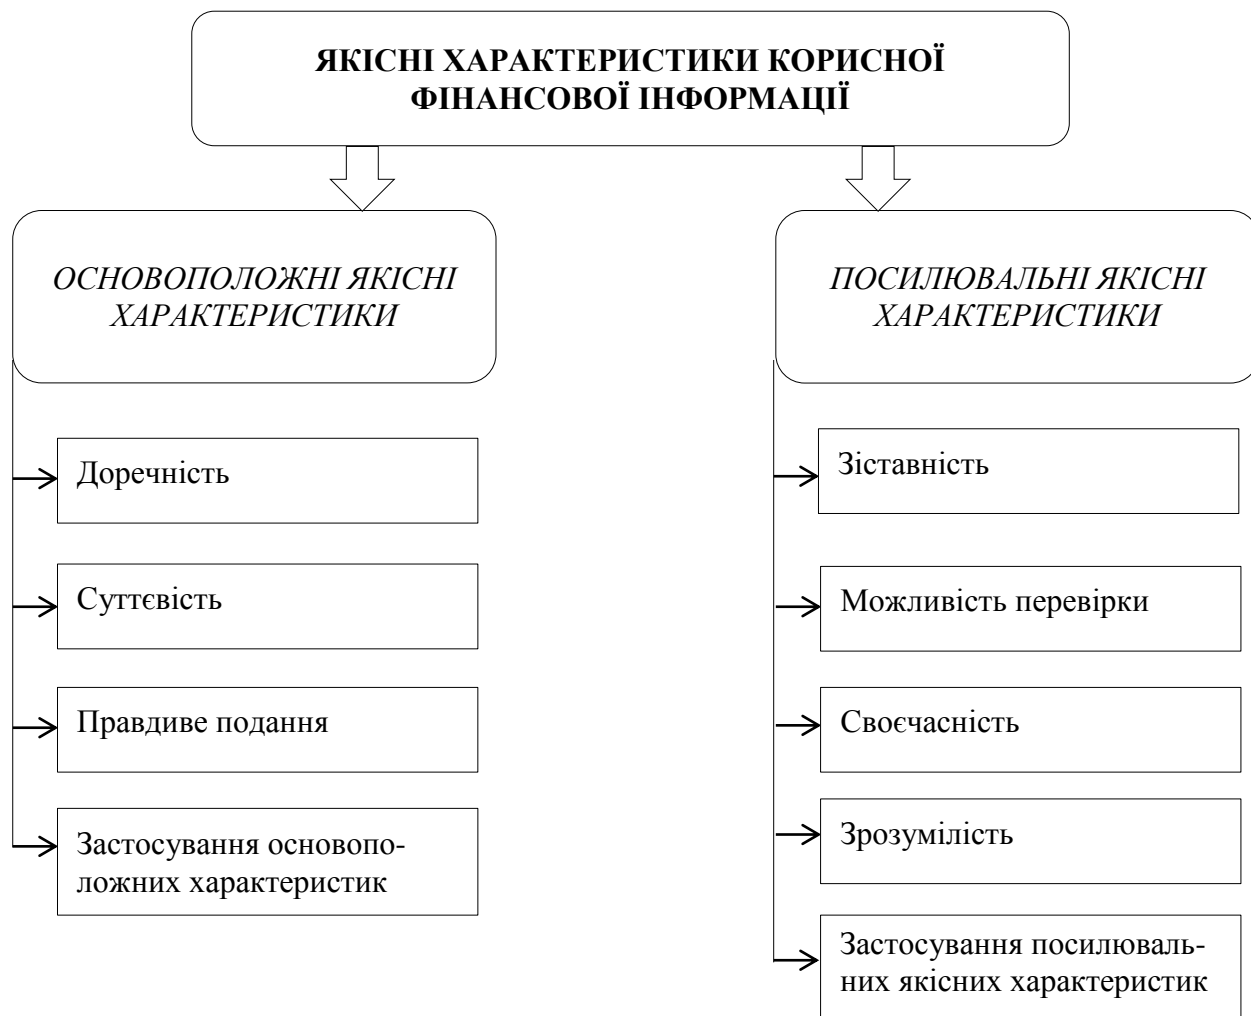 ЯКІСНІ ХАРАКТЕРИСТИКИ КОРИСНОЇ
ФІНАНСОВОЇ ІНФОРМАЦІЇ
ОСНОВОПОЛОЖНІ ЯКІСНІ
ХАРАКТЕРИСТИКИ
Доречність
Суттєвість
Правдиве подання
Застосування основопо-
ложних характеристик
ПОСИЛЮВАЛЬНІ ЯКІСНІ
ХАРАКТЕРИСТИКИ
Зіставність
Можливість перевірки
Своєчасність
Зрозумілість
Застосування посилюваль-
них якісних характеристик